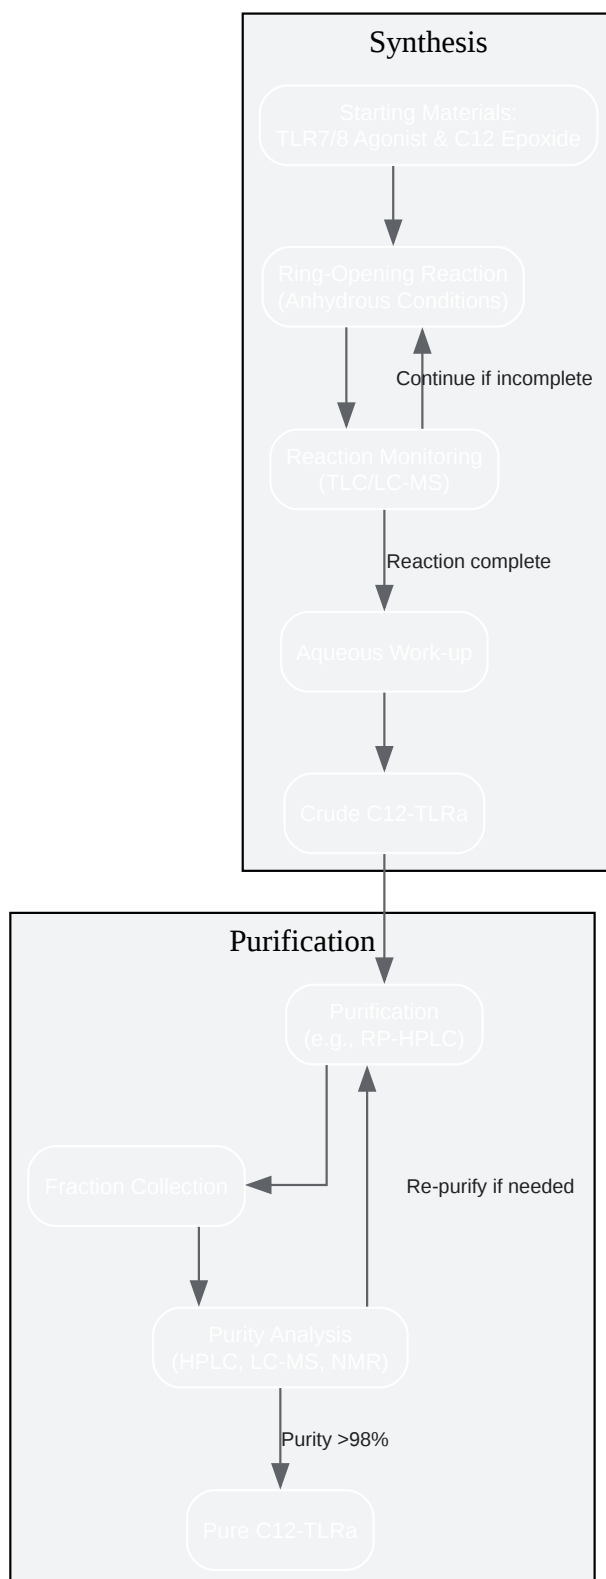 Synthesis
Starting Materials:
TLR7/8 Agonist & C12 Epoxide
Ring-Opening Reaction
(Anhydrous Conditions)
Continue if incomplete
Reaction Monitoring
(TLC/LC-MS)
Reaction complete
Aqueous Work-up
Crude C12-TLRa
Purification
Purification
(e.g., RP-HPLC)
Fraction Collection
Re-purify if needed
Purity Analysis
(HPLC, LC-MS, NMR)
Purity >98%
Pure C12-TLRa